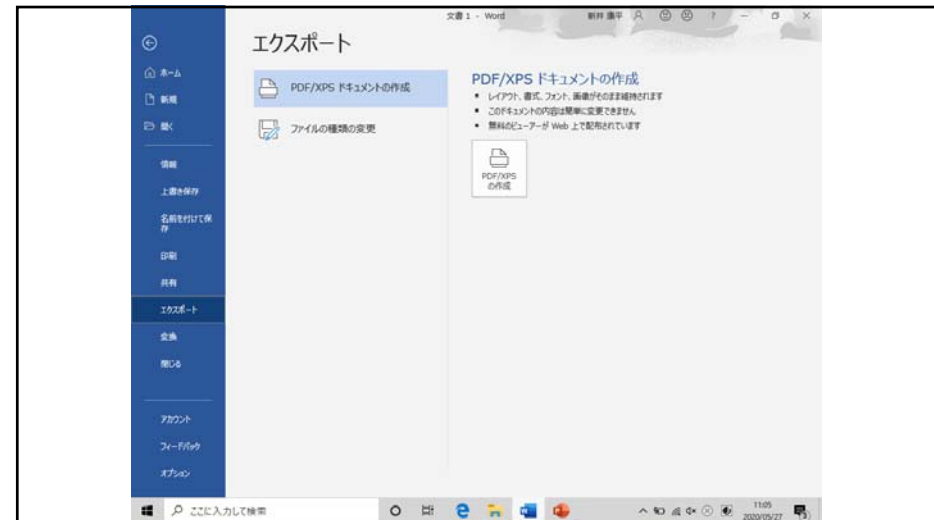 文書 1 - Word
新井 康平
?
エクスポート
ホーム
新規
開く
情報
上書き保存
名前を付けて保
存
印刷
共有
エクスポート
変換
閉じる
アカウント
フィードバック
オプション
PDF/XPS ドキュメントの作成
ファイルの種類の変更
PDF/XPS ドキュメントの作成
レイアウト、書式、フォント、画像がそのまま維持されます
このドキュメントの内容は簡単に変更できません
無料のビューアーが Web 上で配布されています
PDF/XPS
の作成
ここに入力して検索
11:05
2020/05/27